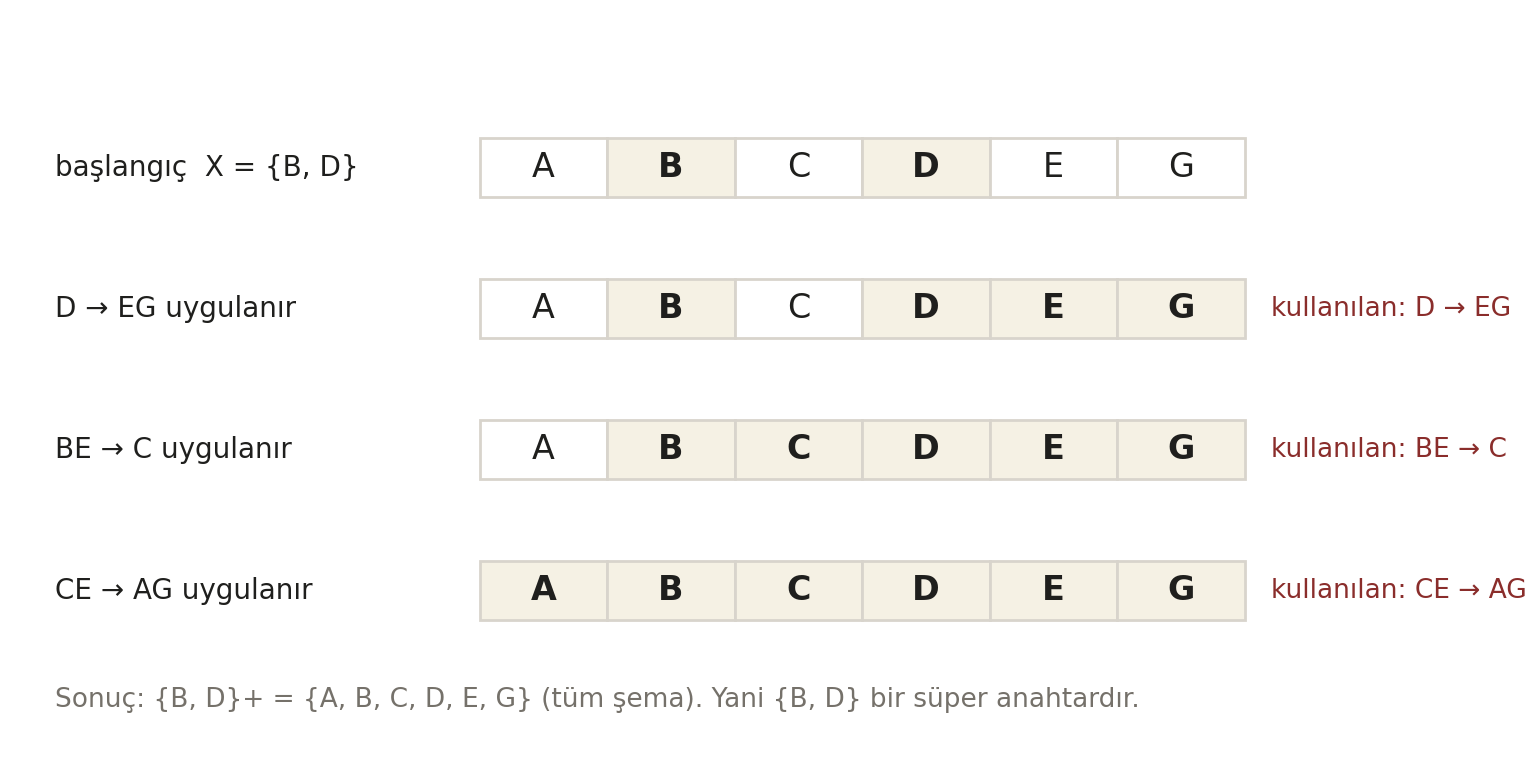 başlangıç  X = {B, D} A B C D E G
D → EG uygulanır A B C D E G kullanılan: D → EG
BE → C uygulanır A B C D E G kullanılan: BE → C
CE → AG uygulanır A B C D E G kullanılan: CE → AG
Sonuç: {B, D}+ = {A, B, C, D, E, G} (tüm şema). Yani {B, D} bir süper anahtardır.